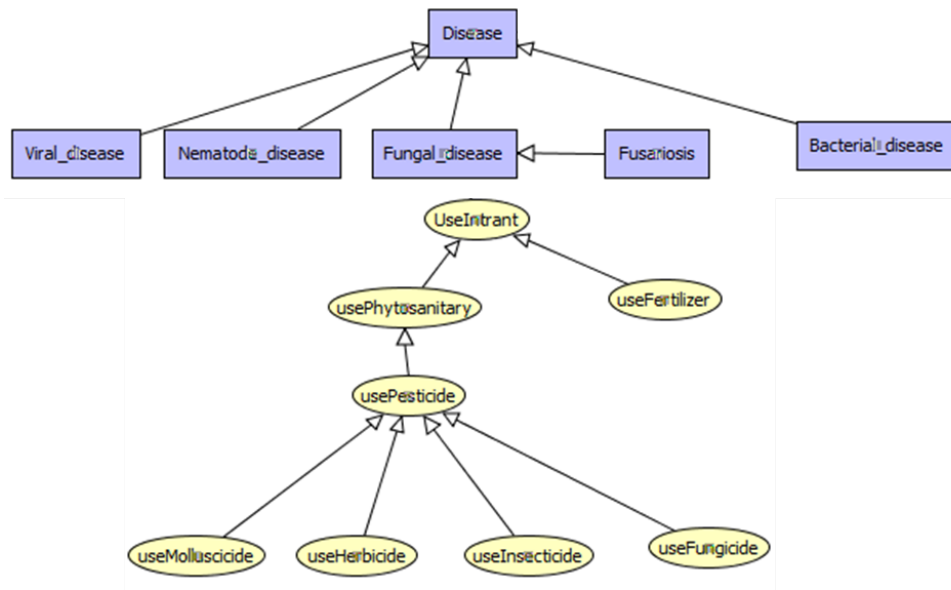 Disease
Viral_disease
Nematode_disease
Fungal_disease
Fusariosis
Bacterial_disease
UseIntrant
usePhytosanitary
useFertilizer
usePesticide
useMolluscicide
useHerbicide
useInsecticide
useFungicide